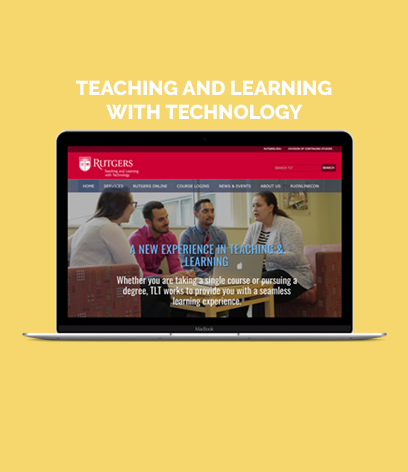 TEACHING AND LEARNING
WITH TECHNOLOGY
RUTGERS.EDU DIVISION OF CONTINUING STUDIES
RUTGERS
Teaching and Learning
with Technology
SEARCH TLT SEARCH
HOME SERVICES RUTGERS ONLINE COURSE LOGINS NEWS & EVENTS ABOUT US RUONLINECON
A NEW EXPERIENCE IN TEACHING &
LEARNING
Whether you are taking a single course or pursuing a
degree, TLT works to provide you with a seamless
learning experience.
MacBook